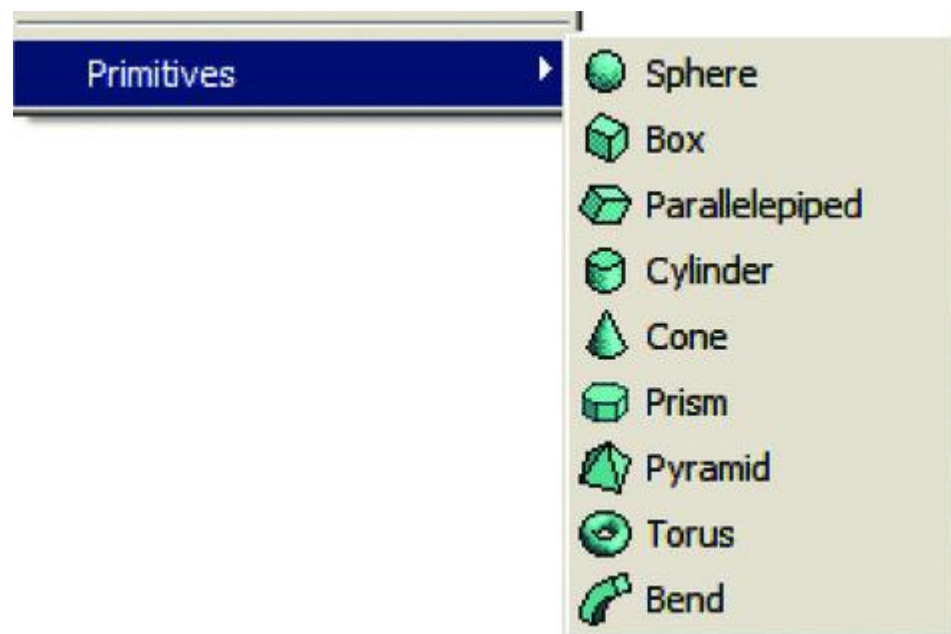 Primitives
Sphere
Box
Parallelepiped
Cylinder
Cone
Prism
Pyramid
Torus
Bend